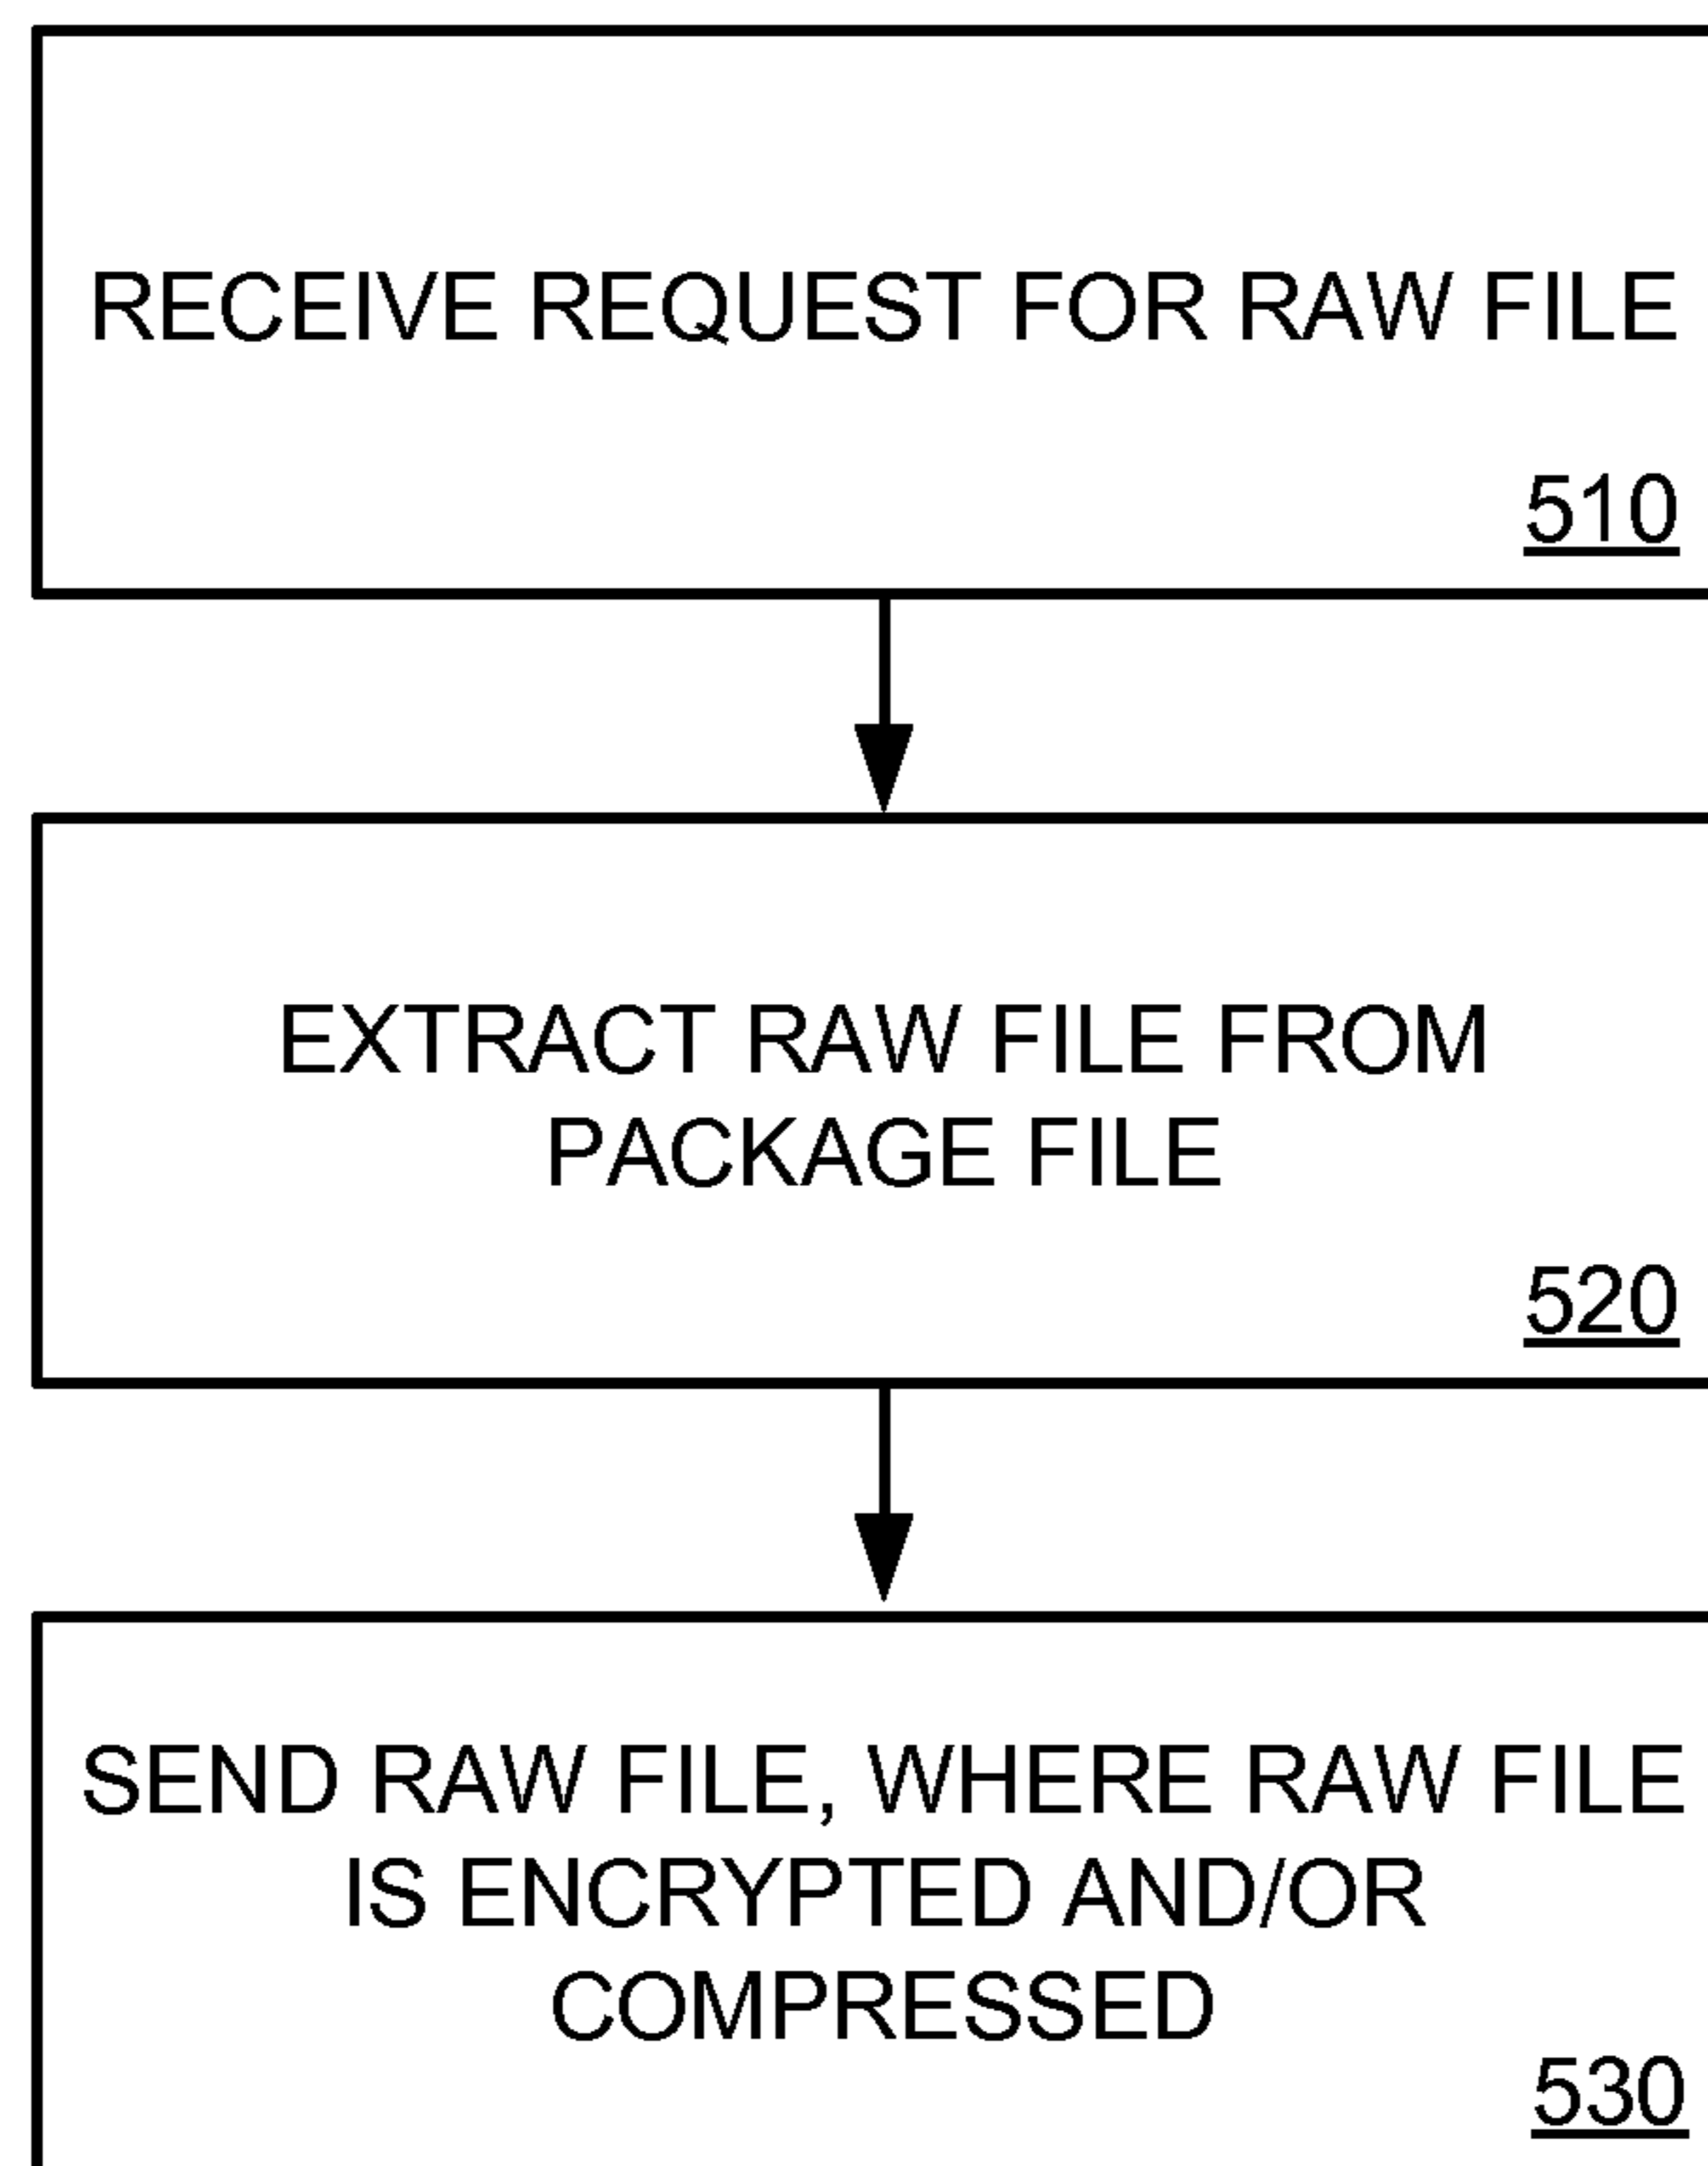 RECEIVE REQUEST FOR RAW FILE
510
EXTRACT RAW FILE FROM
PACKAGE FILE
520
SEND RAW FILE, WHERE RAW FILE
IS ENCRYPTED AND/OR
COMPRESSED
530